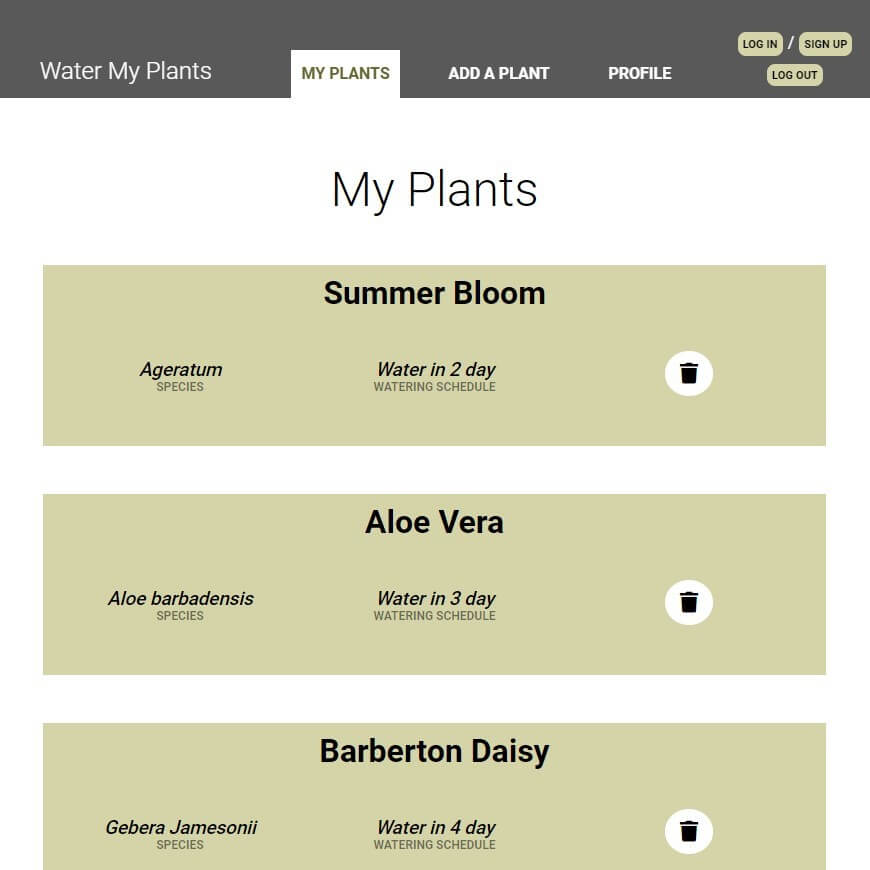 LOG IN / SIGN UP
Water My Plants MY PLANTS ADD A PLANT PROFILE
LOG OUT
My Plants
Summer Bloom
Ageratum Water in 2 day
SPECIES WATERING SCHEDULE
Aloe Vera
Aloe barbadensis Water in 3 day
SPECIES WATERING SCHEDULE
Barberton Daisy
Gebera Jamesonii Water in 4 day
SPECIES WATERING SCHEDULE